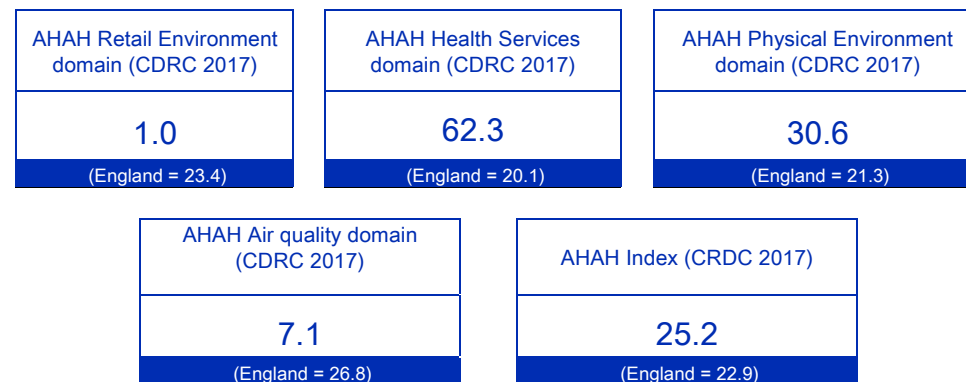 AHAH Retail Environment
domain (CDRC 2017)
1.0
(England = 23.4)
AHAH Health Services
domain (CDRC 2017)
62.3
(England = 20.1)
AHAH Physical Environment
domain (CDRC 2017)
30.6
(England = 21.3)
AHAH Air quality domain
(CDRC 2017)
7.1
(England = 26.8)
AHAH Index (CRDC 2017)
25.2
(England = 22.9)